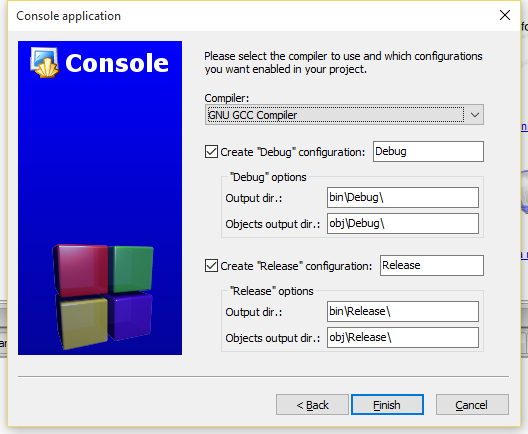 Console application
Console
Please select the compiler to use and which configurations
you want enabled in your project.
Compiler:
GNU GCC Compiler
Create "Debug" configuration: Debug
"Debug" options
Output dir.: bin\Debug\
Objects output dir.: obj\Debug\
Create "Release" configuration: Release
"Release" options
Output dir.: bin\Release\
Objects output dir.: obj\Release\
< Back Finish Cancel